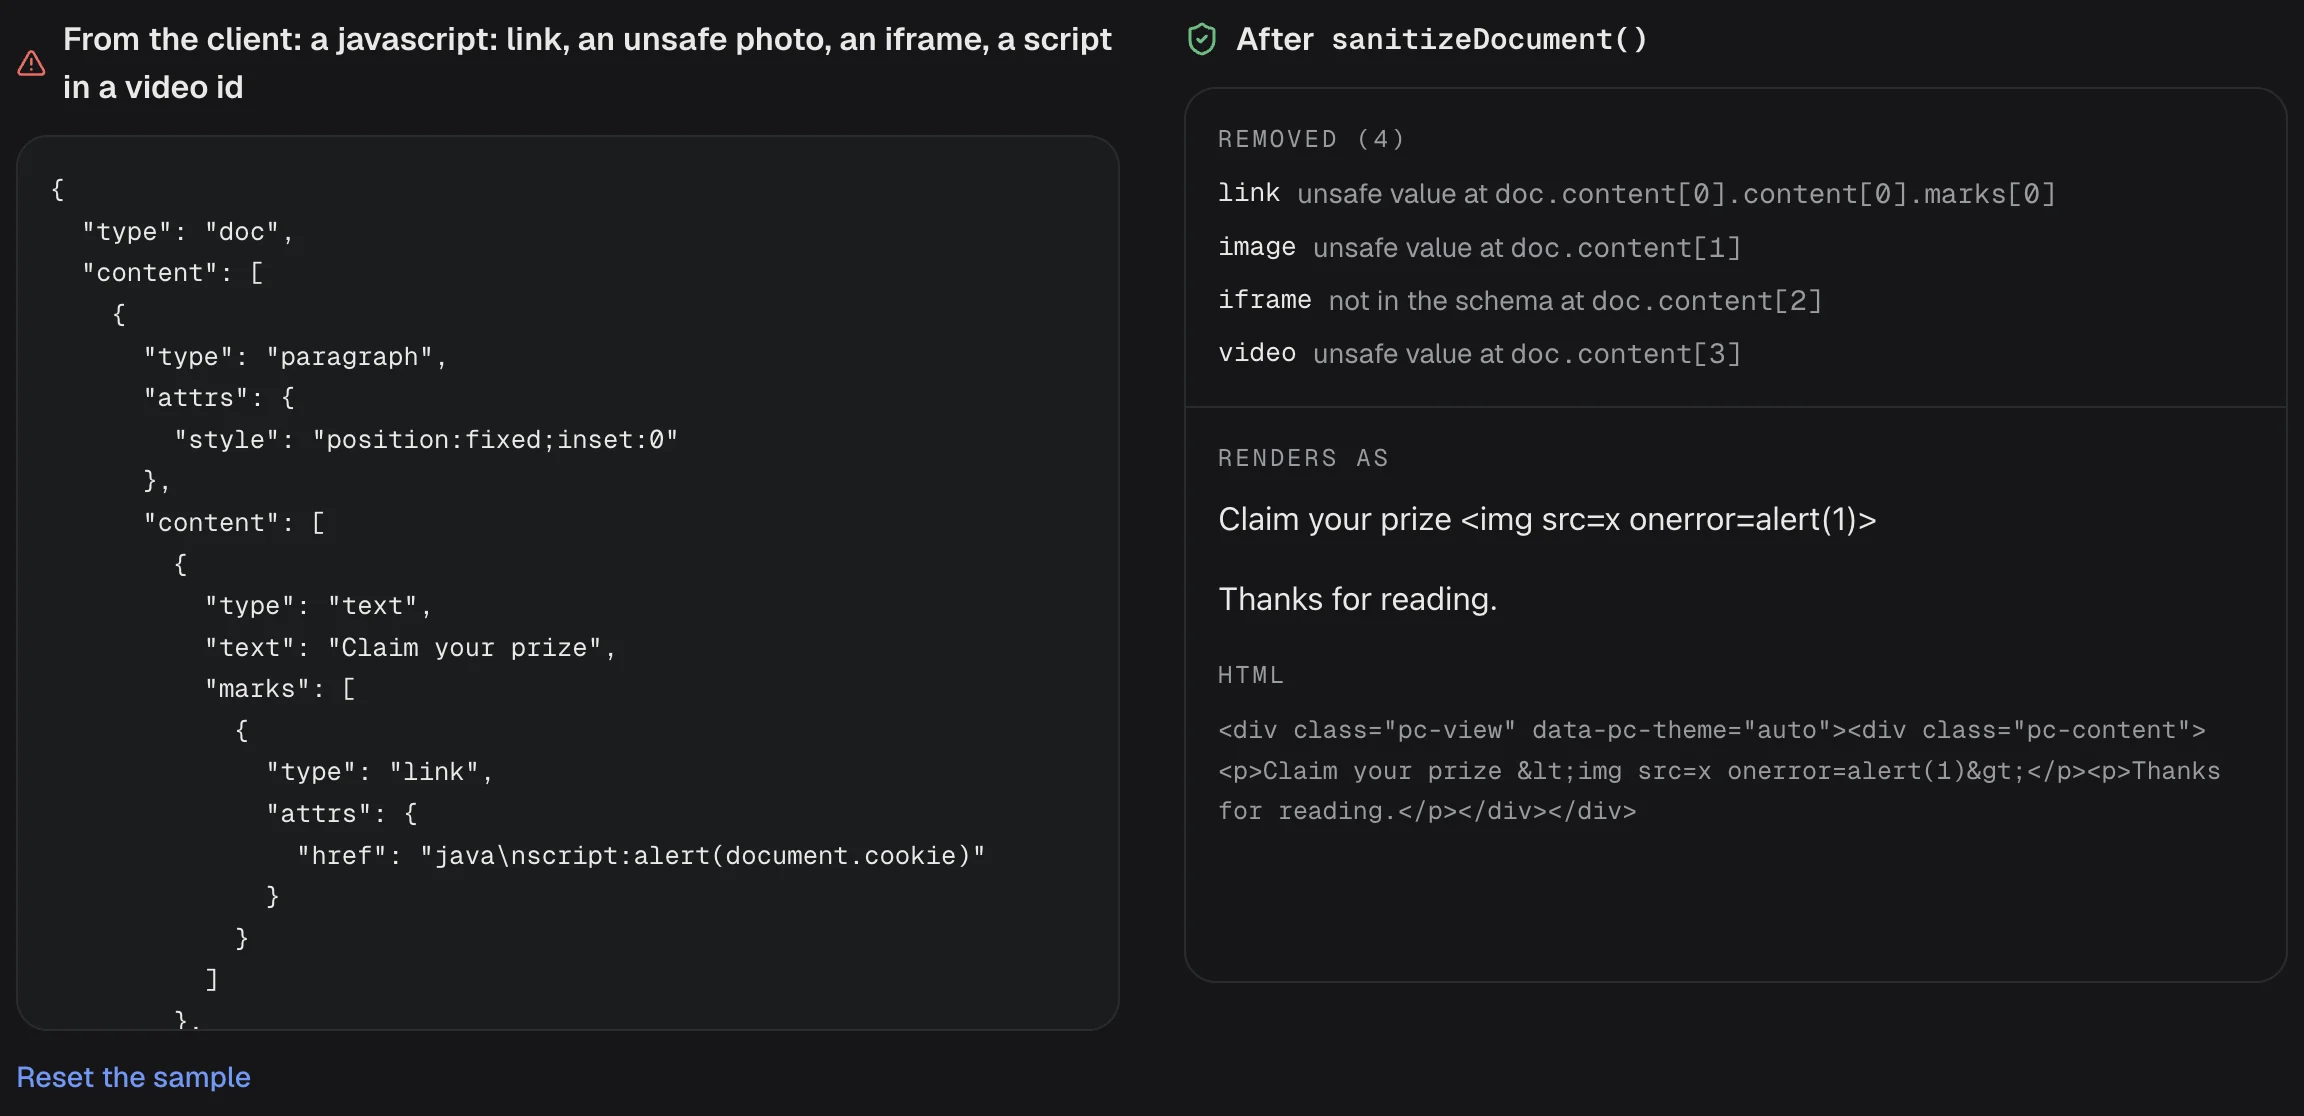 From the client: a javascript: link, an unsafe photo, an iframe, a script
in a video id
{
  "type": "doc",
  "content": [
    {
      "type": "paragraph",
      "attrs": {
        "style": "position:fixed;inset:0"
      },
      "content": [
        {
          "type": "text",
          "text": "Claim your prize",
          "marks": [
            {
              "type": "link",
              "attrs": {
                "href": "java\nscript:alert(document.cookie)"
              }
            }
          ]
        },
Reset the sample
After sanitizeDocument()
REMOVED (4)
link unsafe value at doc.content[0].content[0].marks[0]
image unsafe value at doc.content[1]
iframe not in the schema at doc.content[2]
video unsafe value at doc.content[3]
RENDERS AS
Claim your prize <img src=x onerror=alert(1)>
Thanks for reading.
HTML
<div class="pc-view" data-pc-theme="auto"><div class="pc-content">
<p>Claim your prize &lt;img src=x onerror=alert(1)&gt;</p><p>Thanks
for reading.</p></div></div>